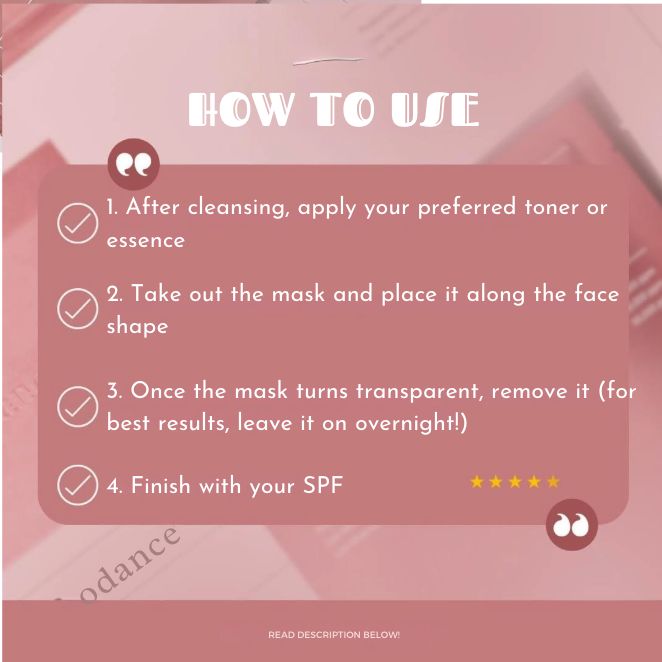 HOW TO USE
1. After cleansing, apply your preferred toner or
essence
2. Take out the mask and place it along the face
shape
3. Once the mask turns transparent, remove it (for
best results, leave it on overnight!)
4. Finish with your SPF
odance
READ DESCRIPTION BELOW!